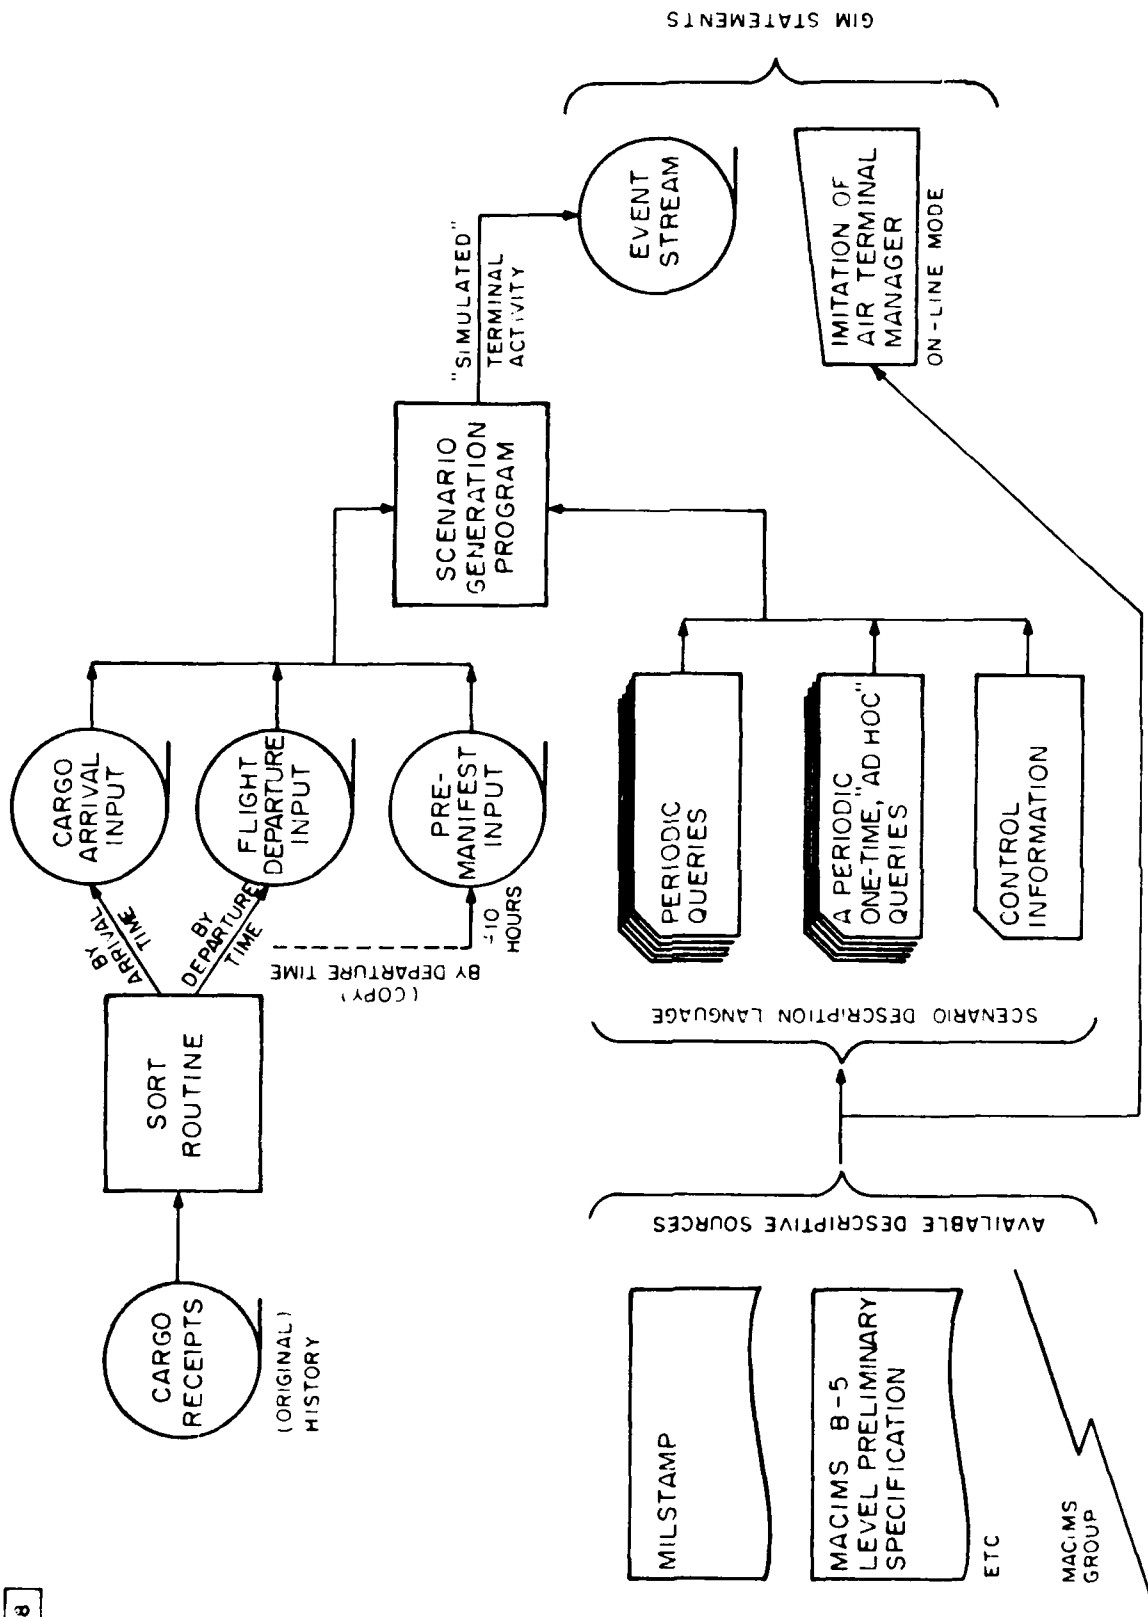 CARGO
RECEIPTS
(ORIGINAL)
HISTORY
SORT
ROUTINE
BY
ARRIVAL
TIME
BY
DEPARTURE
TIME
(COPY)
BY DEPARTURE TIME
-10
HOURS
CARGO
ARRIVAL
INPUT
FLIGHT
DEPARTURE
INPUT
PRE-
MANIFEST
INPUT
SCENARIO
GENERATION
PROGRAM
"SIMULATED"
TERMINAL
ACTIVITY
EVENT
STREAM
IMITATION OF
AIR TERMINAL
MANAGER
ON-LINE MODE
GIM STATEMENTS
MILSTAMP
MACIMS B-5
LEVEL PRELIMINARY
SPECIFICATION
ETC
MACIMS
GROUP
AVAILABLE DESCRIPTIVE SOURCES
SCENARIO DESCRIPTION LANGUAGE
PERIODIC
QUERIES
A PERIODIC
ONE-TIME, "AD HOC"
QUERIES
CONTROL
INFORMATION